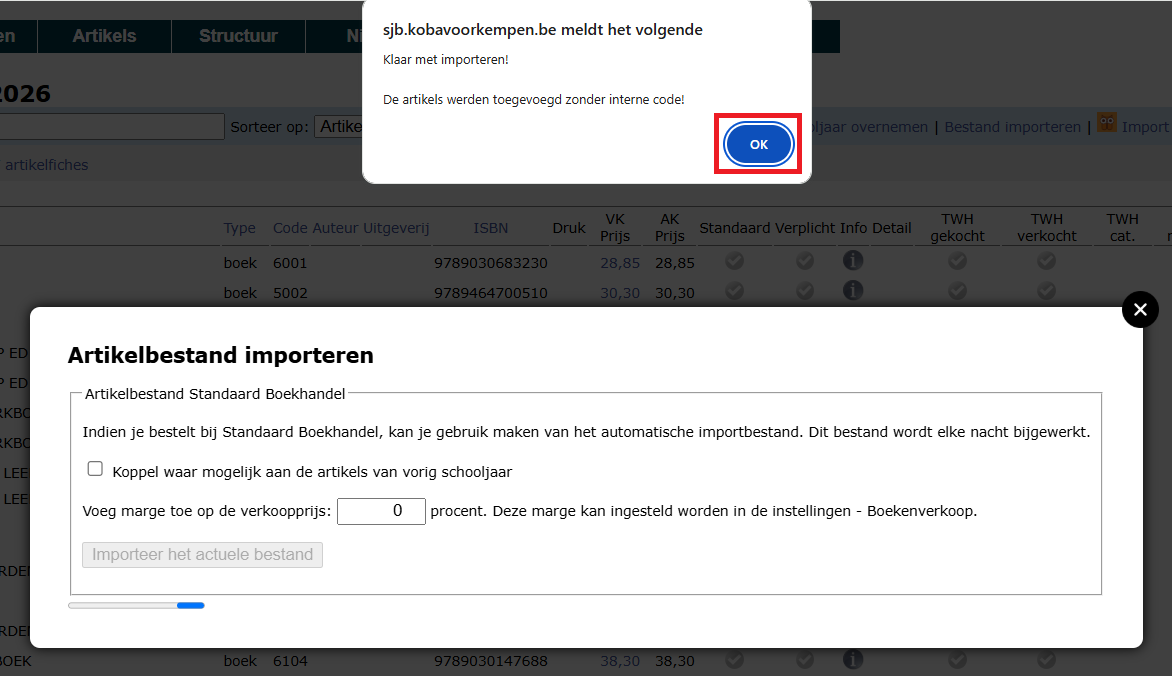 sjb.kobavoorkempen.be meldt het volgende
Klaar met importeren!
De artikels werden toegevoegd zonder interne code!
OK
en Artikels Structuur Ni
2026
Sorteer op: Artike oljaar overnemen | Bestand importeren | Import
artikelfiches
Type Code Auteur Uitgeverij ISBN Druk VK Prijs AK Prijs Standaard Verplicht Info Detail TWH gekocht TWH verkocht TWH cat.
boek 6001 9789030683230 28,85 28,85
boek 5002 9789464700510 30,30 30,30
Artikelbestand importeren
Artikelbestand Standaard Boekhandel
Indien je bestelt bij Standaard Boekhandel, kan je gebruik maken van het automatische importbestand. Dit bestand wordt elke nacht bijgewerkt.
Koppel waar mogelijk aan de artikels van vorig schooljaar
Voeg marge toe op de verkoopprijs: 0 procent. Deze marge kan ingesteld worden in de instellingen - Boekenverkoop.
Importeer het actuele bestand
P ED
P ED
RKBO
RKBO
LEE
LEE
RDEN
RDEN
BOEK boek 6104 9789030147688 38,30 38,30